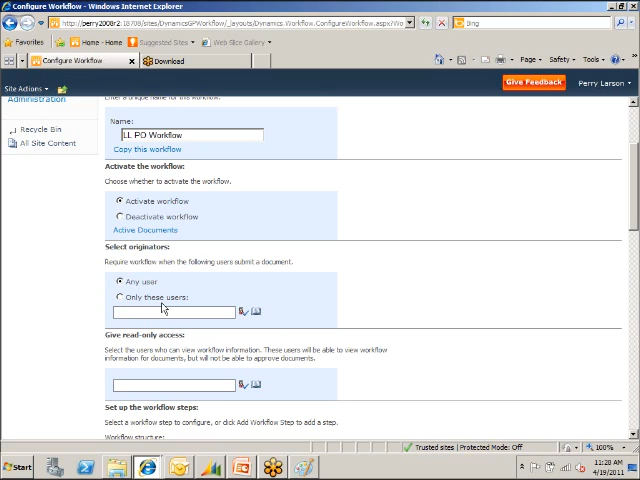 Configure Workflow - Windows Internet Explorer
http://perry2008r2:18709/sites/DynamicsGPWorkflow/_layouts/Dynamics.Workflow.ConfigureWorkflow.aspx?Wo
Bing
Favorites
Home - Home
Suggested Sites
Web Slice Gallery
Configure Workflow
Download
Page
Safety
Tools
Site Actions
Give Feedback
Perry Larson
Administration
Recycle Bin
All Site Content
Enter a unique name for this workflow.
Name:
LL PO Workflow
Copy this workflow
Activate the workflow:
Choose whether to activate the workflow.
Activate workflow
Deactivate workflow
Active Documents
Select originators:
Require workflow when the following users submit a document.
Any user
Only these users:
Give read-only access:
Select the users who can view workflow information. These users will be able to view workflow
information for documents, but will not be able to approve documents.
Set up the workflow steps:
Select a workflow step to configure, or click Add Workflow Step to add a step.
Workflow structure:
Trusted sites | Protected Mode: Off
100%
Start
11:28 AM
4/19/2011